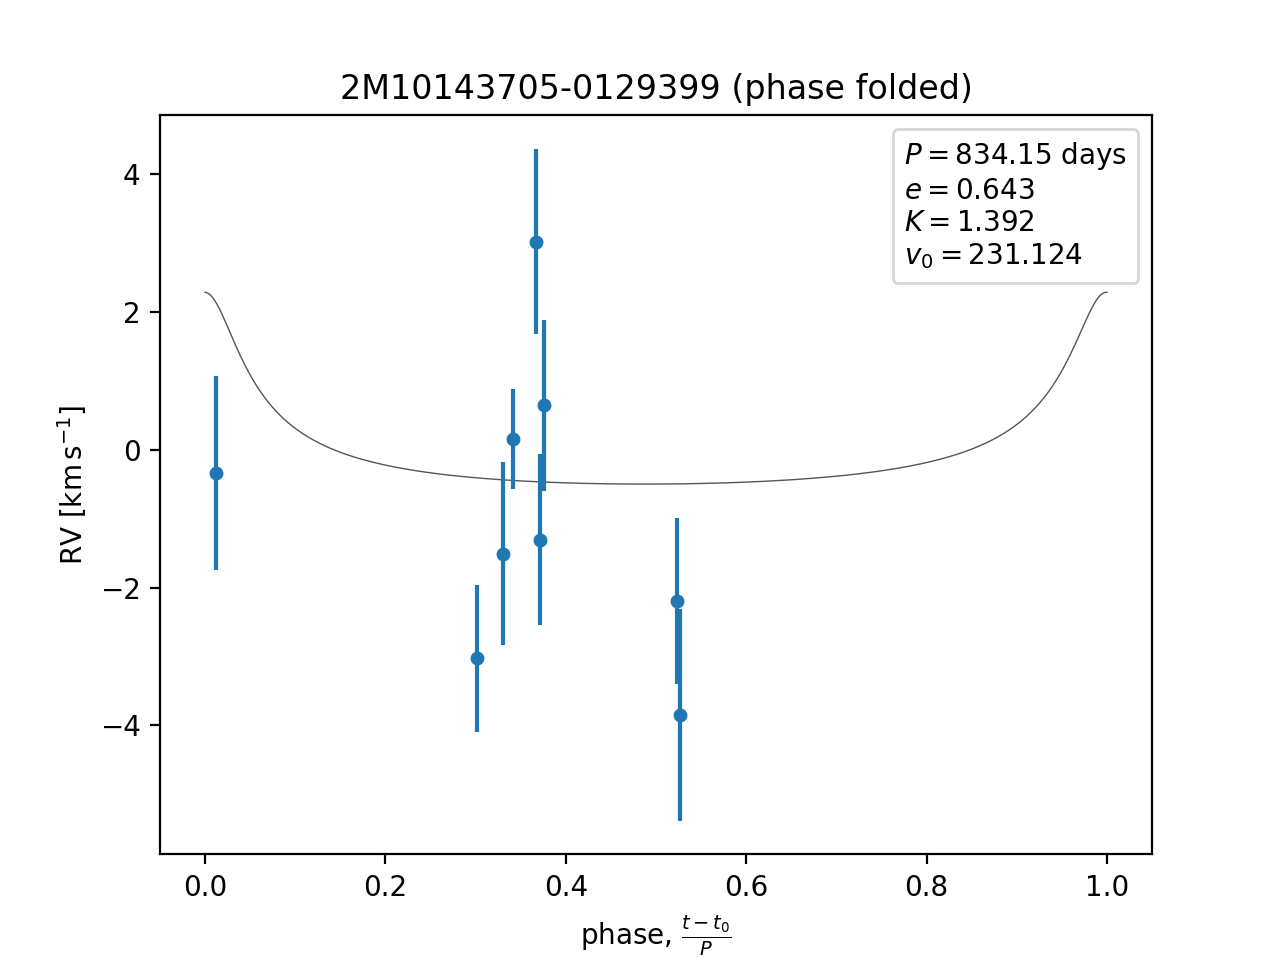 2M10143705-0129399 (phase folded)
P = 834.15 days
e = 0.643
K = 1.392
v₀ = 231.124
4
2
0
−2
−4
RV [km s⁻¹]
0.0 0.2 0.4 0.6 0.8 1.0
phase, (t − t₀)/P